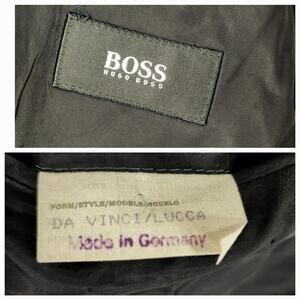 BOSS
HUGO BOSS
FORM/STYLE/MODELE/MODELO
DA VINCI/LUCCA
Made in Germany